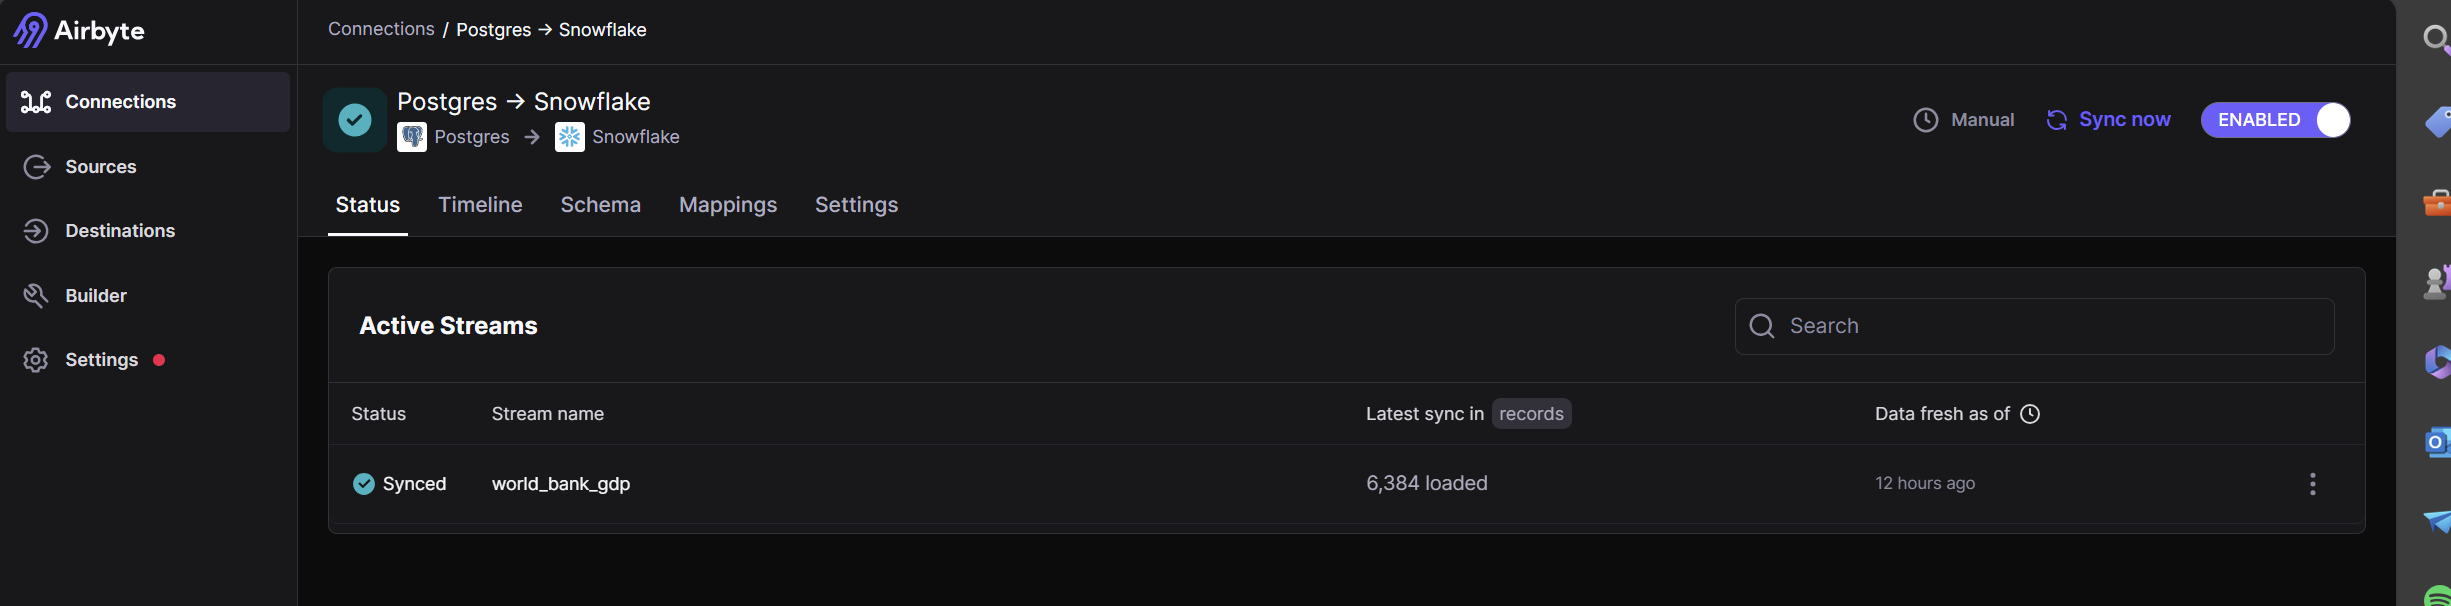 Airbyte
Connections / Postgres → Snowflake
Connections
Sources
Destinations
Builder
Settings
Postgres → Snowflake
Postgres → Snowflake
Manual
Sync now
ENABLED
Status Timeline Schema Mappings Settings
Active Streams
Search
Status Stream name Latest sync in records Data fresh as of
Synced world_bank_gdp 6,384 loaded 12 hours ago